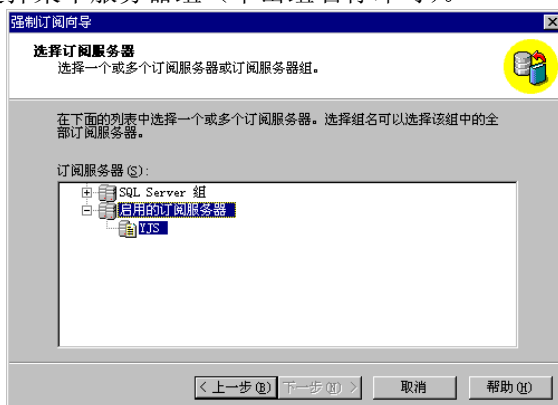 强制订阅向导
选择订阅服务器
选择一个或多个订阅服务器或订阅服务器组。
在下面的列表中选择一个或多个订阅服务器。选择组名可以选择该组中的全
部订阅服务器。
订阅服务器(S):
SQL Server 组
启用的订阅服务器
YJS
< 上一步(B) 下一步(N) > 取消 帮助(H)